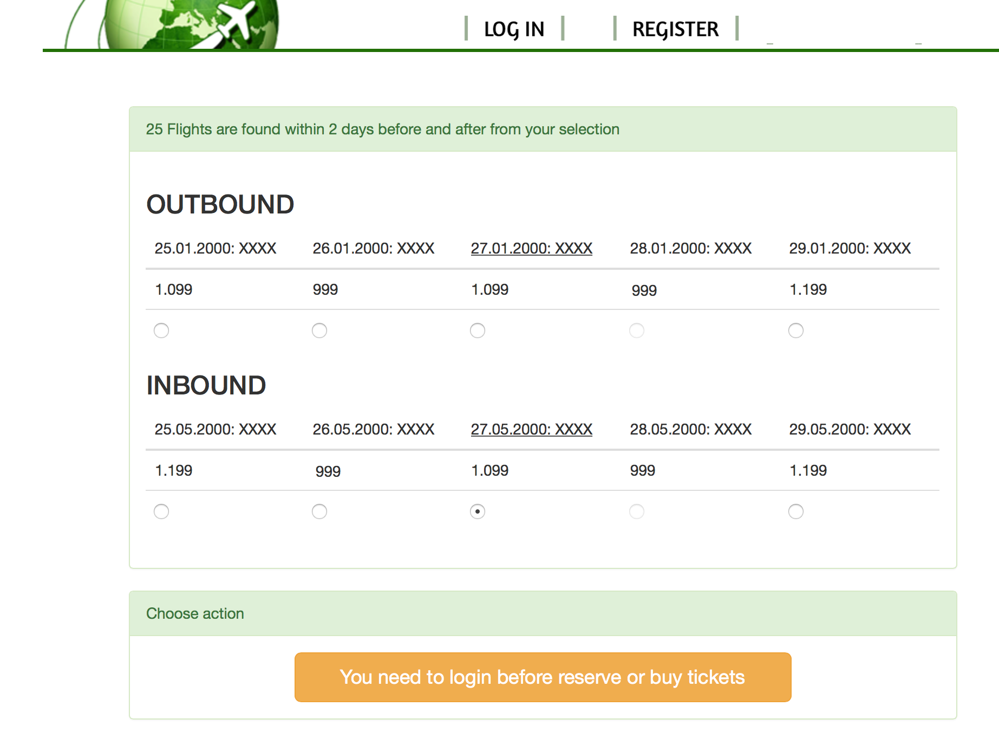 LOG IN REGISTER
25 Flights are found within 2 days before and after from your selection
OUTBOUND
25.01.2000: XXXX 26.01.2000: XXXX 27.01.2000: XXXX 28.01.2000: XXXX 29.01.2000: XXXX
1.099 999 1.099 999 1.199
INBOUND
25.05.2000: XXXX 26.05.2000: XXXX 27.05.2000: XXXX 28.05.2000: XXXX 29.05.2000: XXXX
1.199 999 1.099 999 1.199
Choose action
You need to login before reserve or buy tickets